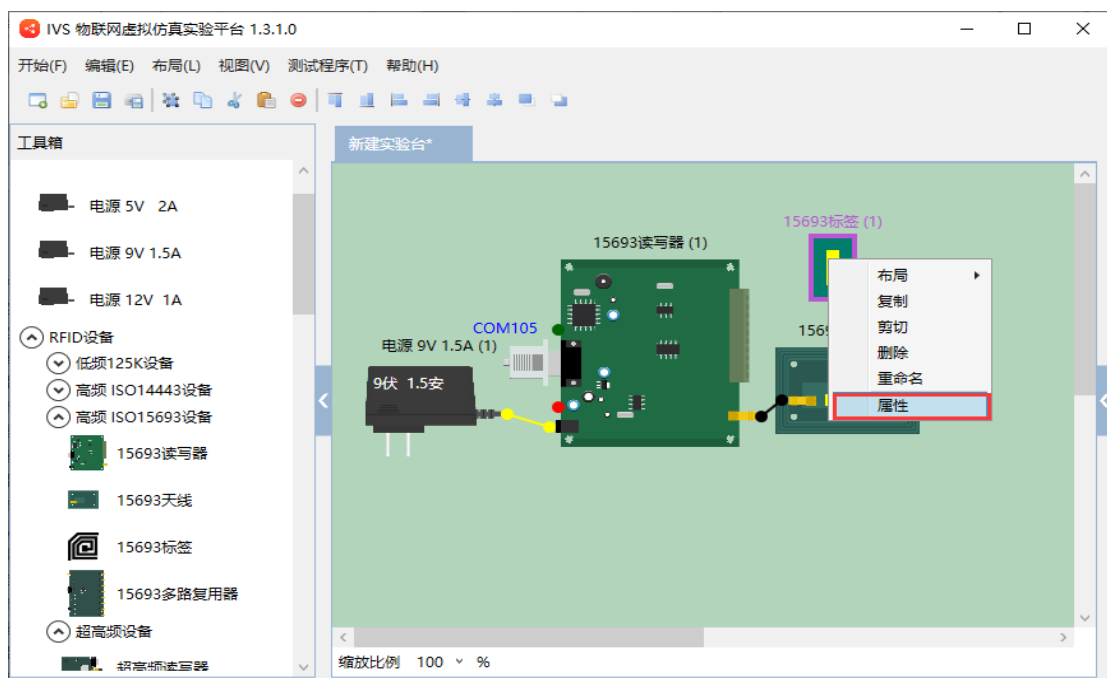 IVS 物联网虚拟仿真实验平台 1.3.1.0
开始(F) 编辑(E) 布局(L) 视图(V) 测试程序(T) 帮助(H)
工具箱
新建实验台*
电源 5V 2A
电源 9V 1.5A
电源 12V 1A
RFID设备
低频125K设备
高频 ISO14443设备
高频 ISO15693设备
15693读写器
15693天线
15693标签
15693多路复用器
超高频设备
超高频读写器
15693标签 (1)
15693读写器 (1)
COM105
电源 9V 1.5A (1)
9伏 1.5安
布局
复制
剪切
删除
重命名
属性
缩放比例 100 %